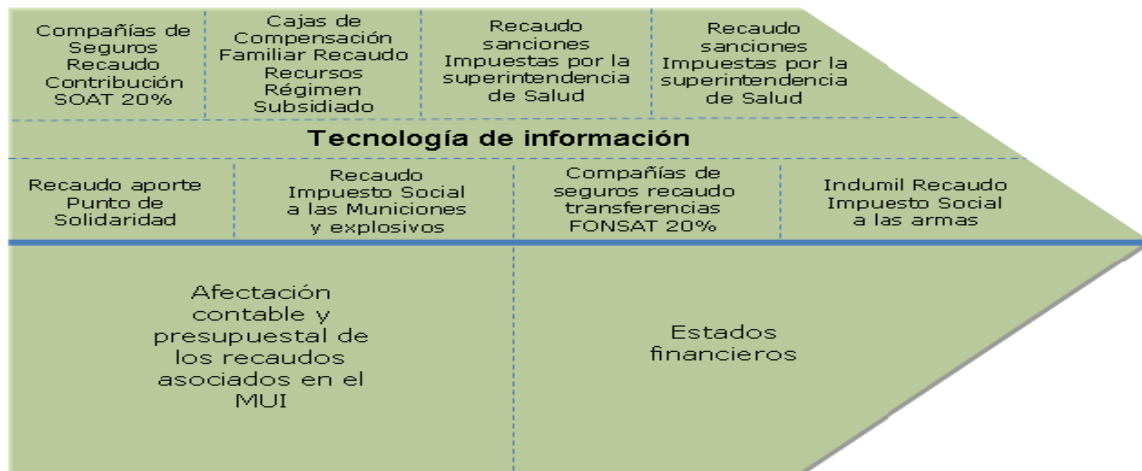 Compañías de
Seguros
Recaudo
Contribución
SOAT 20%
Cajas de
Compensación
Familiar Recaudo
Recursos
Régimen
Subsidiado
Recaudo
sanciones
Impuestas por la
superintendencia
de Salud
Recaudo
sanciones
Impuestas por la
superintendencia
de Salud
Tecnología de información
Recaudo aporte
Punto de
Solidaridad
Recaudo
Impuesto Social
a las Municiones
y explosivos
Compañías de
seguros recaudo
transferencias
FONSAT 20%
Indumil Recaudo
Impuesto Social
a las armas
Afectación
contable y
presupuestal de
los recaudos
asociados en el
MUI
Estados
financieros